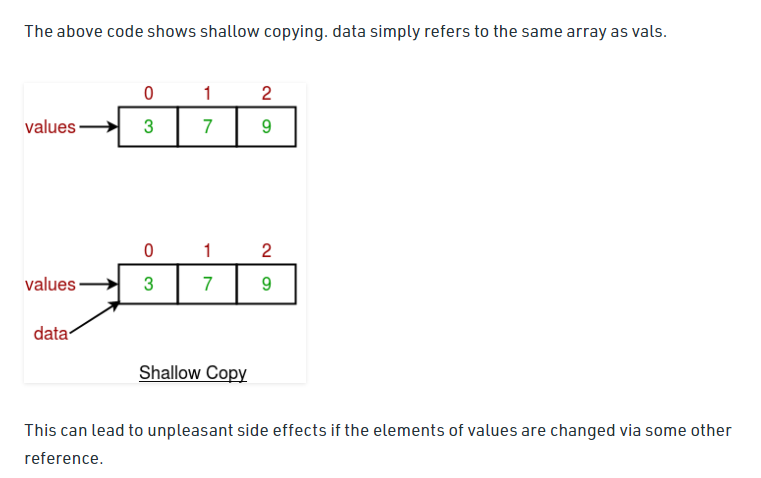 The above code shows shallow copying. data simply refers to the same array as vals.
0 1 2
values 3 7 9
0 1 2
values 3 7 9
data
Shallow Copy
This can lead to unpleasant side effects if the elements of values are changed via some other
reference.